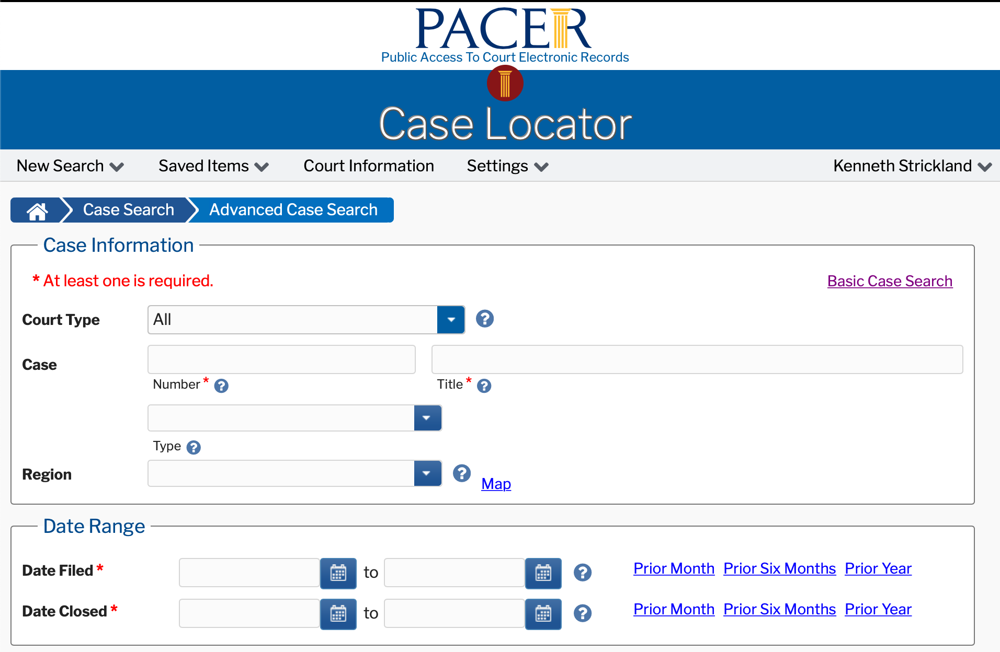 PACER
Public Access To Court Electronic Records
Case Locator
New Search Saved Items Court Information Settings Kenneth Strickland
Case Search Advanced Case Search
Case Information
* At least one is required. Basic Case Search
Court Type All ?
Case
Number * ? Title * ?
Type ?
Region ? Map
Date Range
Date Filed * to ? Prior Month Prior Six Months Prior Year
Date Closed * to ? Prior Month Prior Six Months Prior Year